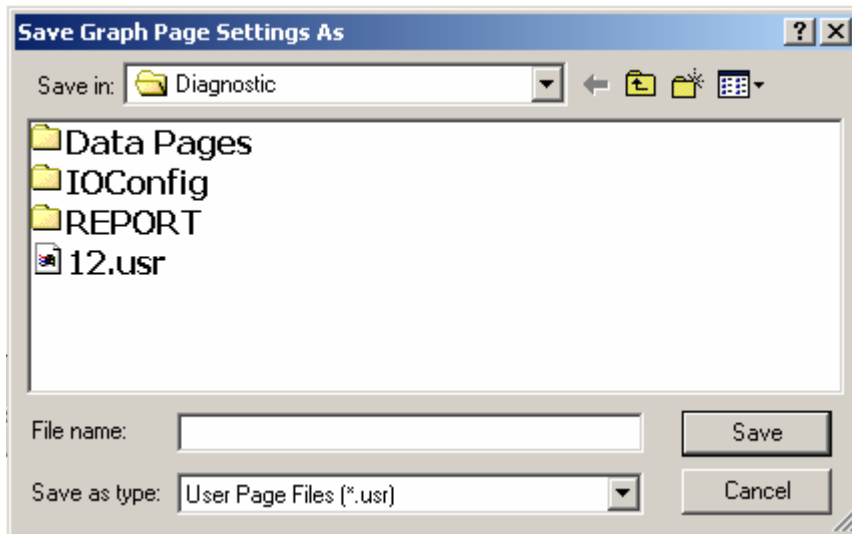 Save Graph Page Settings As
Save in: Diagnostic
Data Pages
IOConfig
REPORT
12.usr
File name: Save
Save as type: User Page Files (*.usr) Cancel